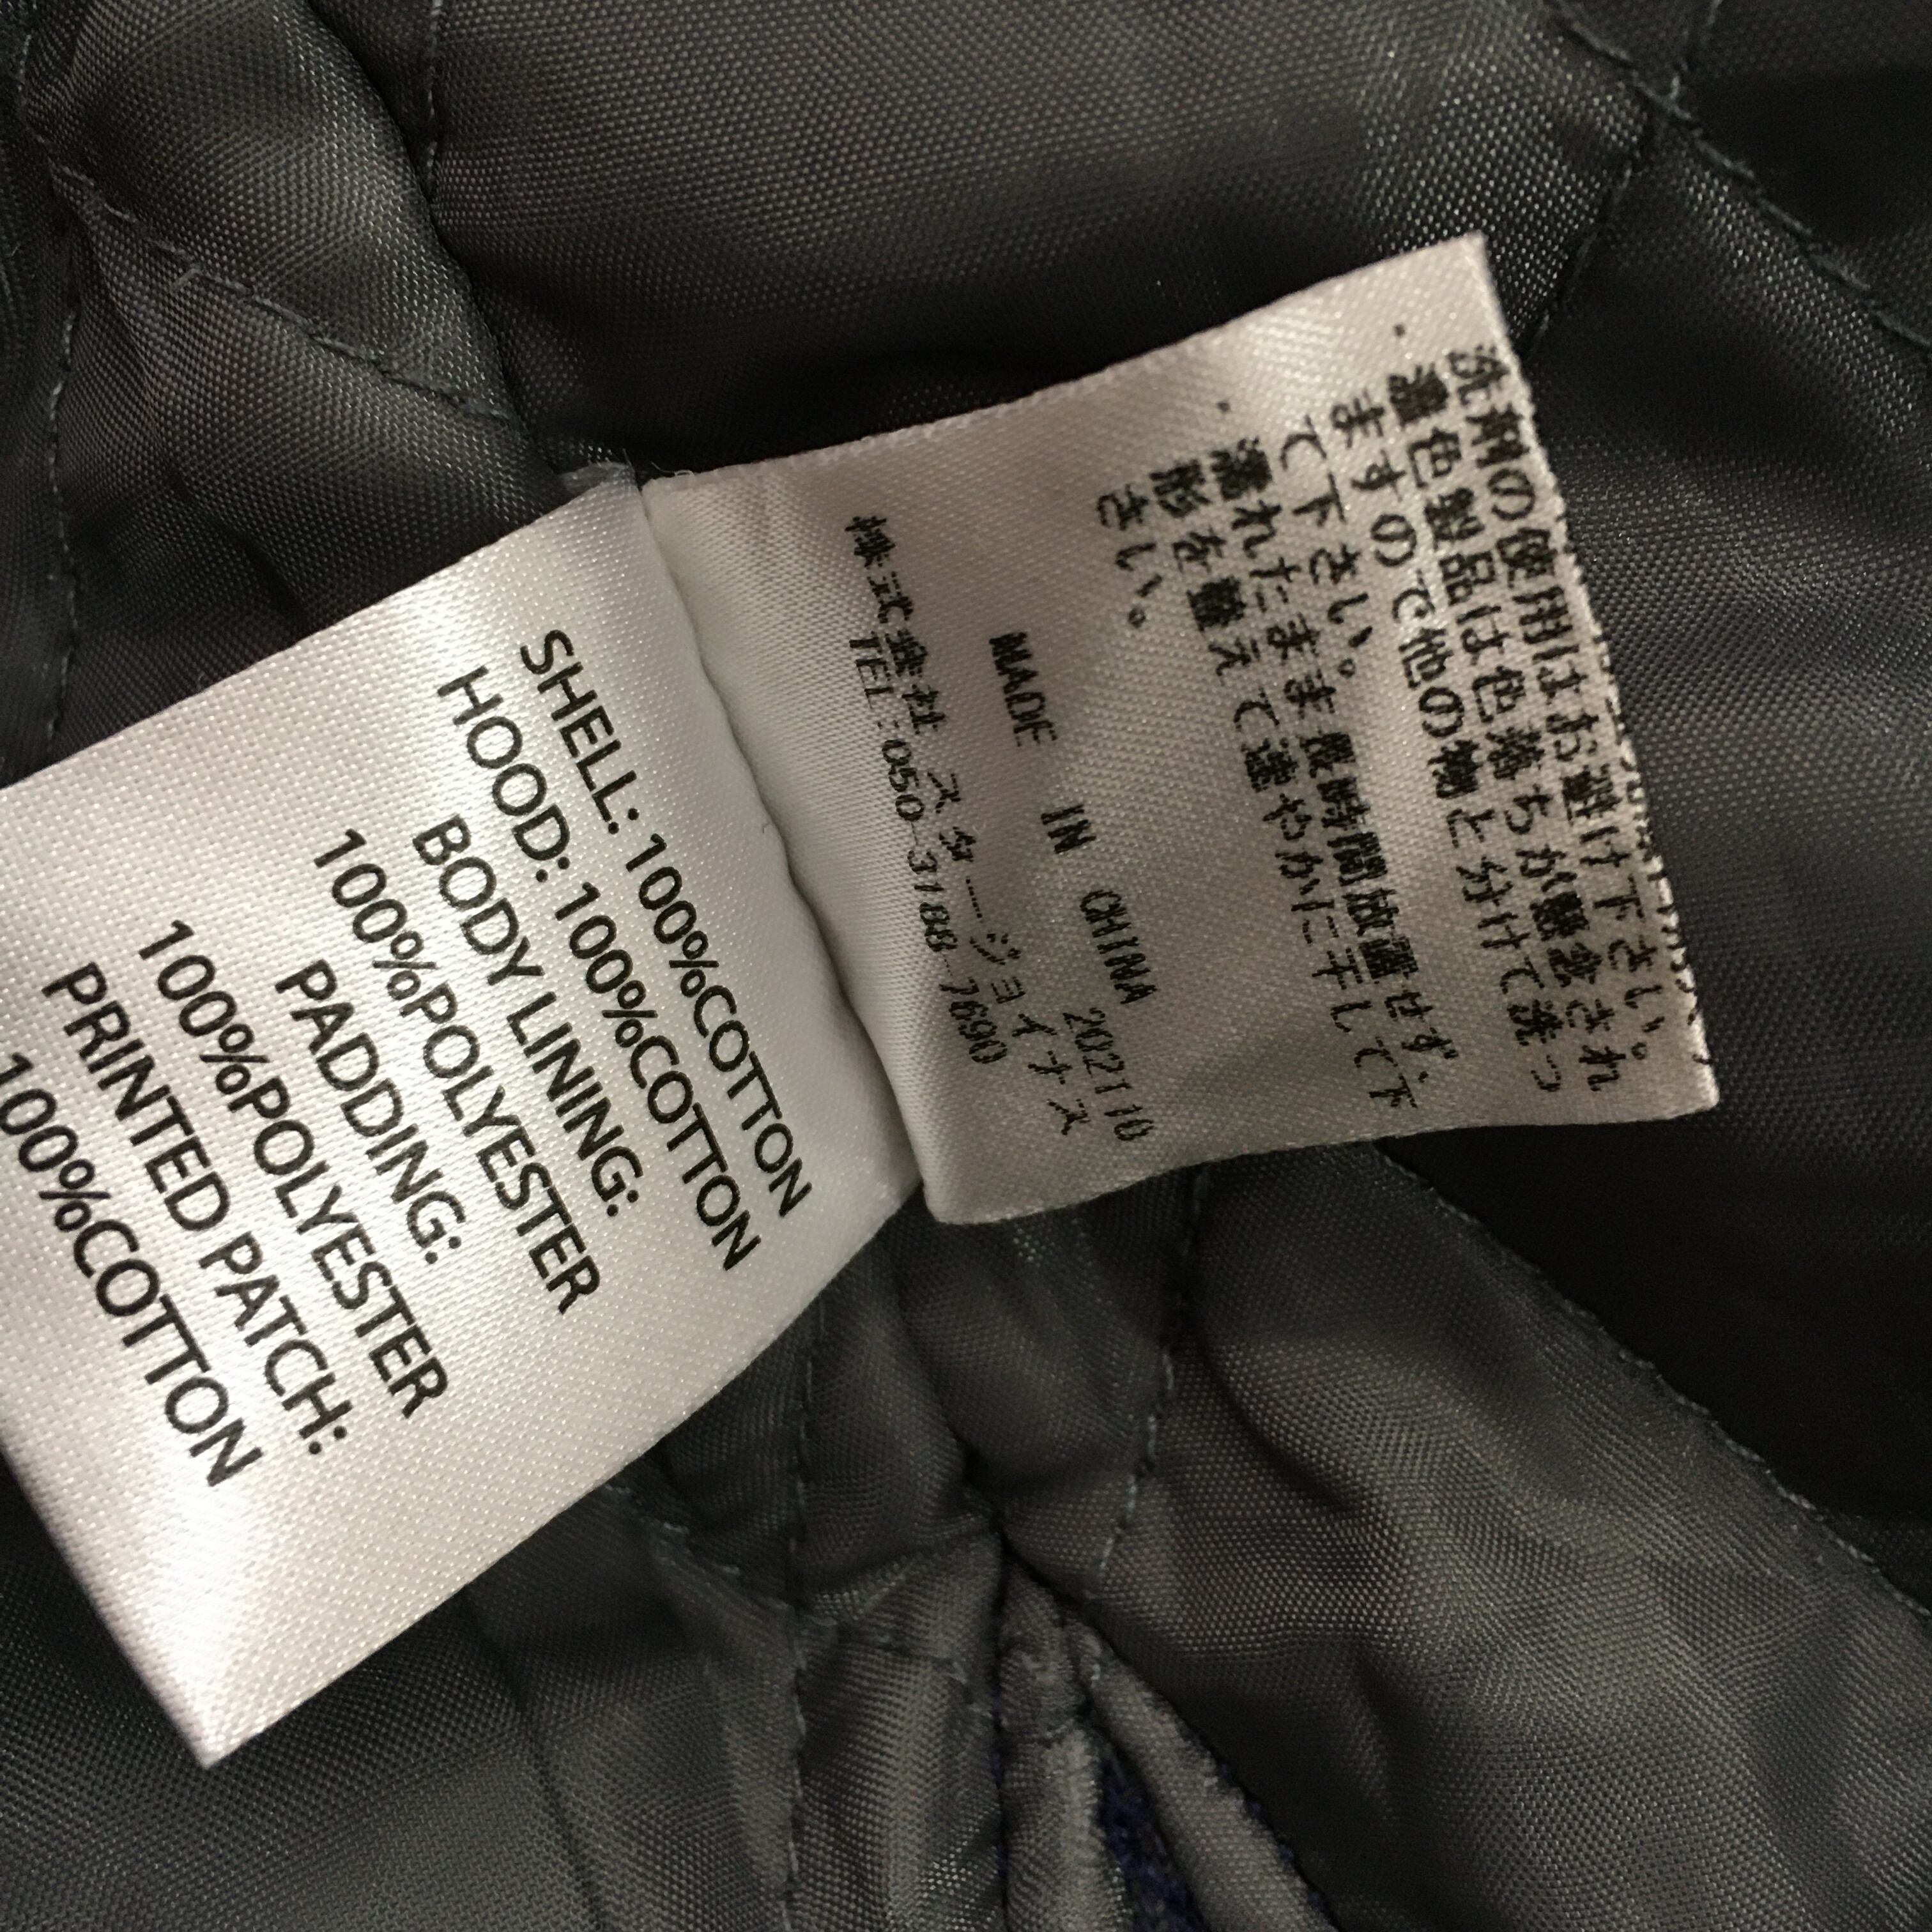 SHELL: 100%COTTON
HOOD: 100%COTTON
BODY LINING:
100%POLYESTER
PADDING:
100%POLYESTER
PRINTED PATCH:
100%COTTON
洗剤の使用はお避け下さい。
・濃色製品は色落ちが懸念され
ますので他の物と分けて洗っ
て下さい。
・濡れたまま長時間放置せず、
形を整えて速やかに干して下
さい。
MADE IN CHINA 202110
株式会社 スタージョイナス
TEL:050-3188-7690